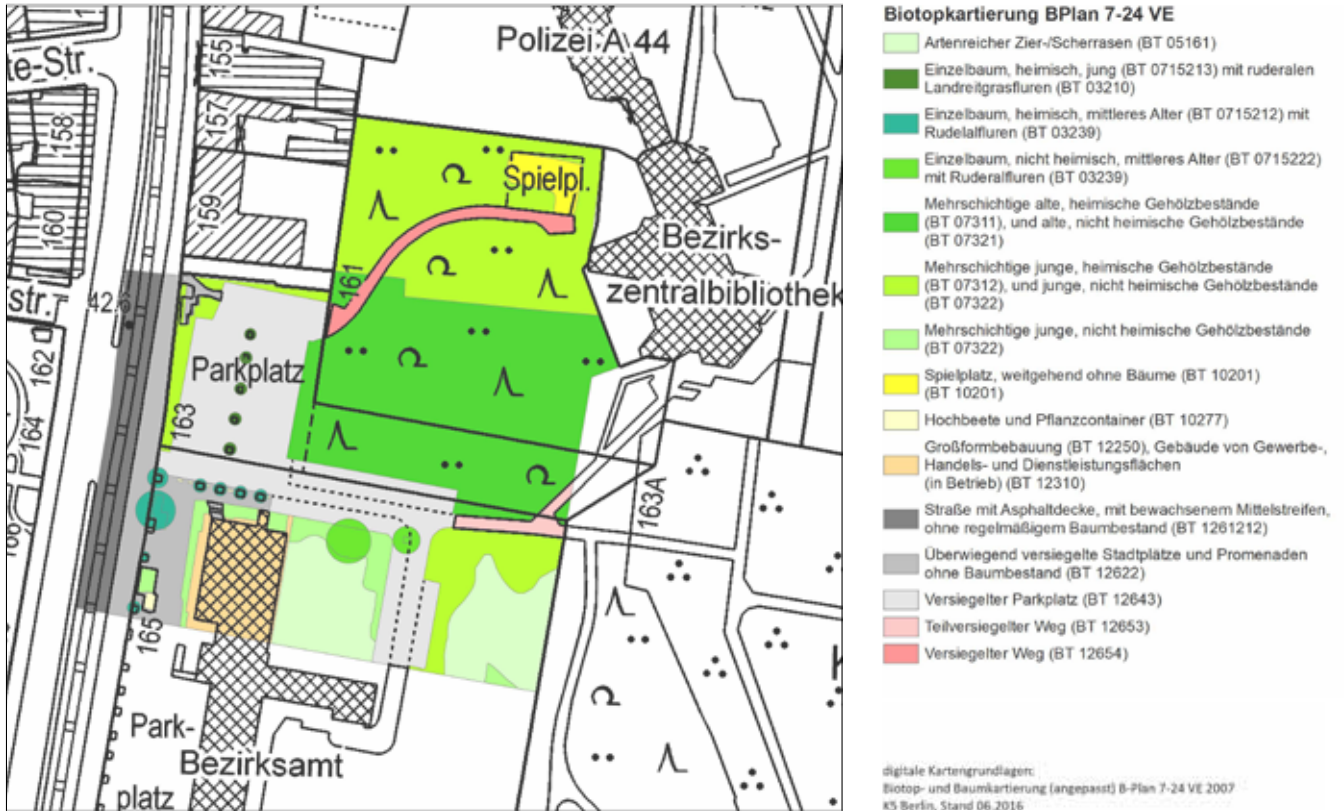 Polizei A 44
te-Str.
155
157
158
Spielpl.
159
160
Bezirks-
zentralbibliothek
161
str.
42,6
162
Parkplatz
163
164
163A
166
165
Park-
Bezirksamt
platz
K
Biotopkartierung BPlan 7-24 VE
Artenreicher Zier-/Scherrasen (BT 05161)
Einzelbaum, heimisch, jung (BT 0715213) mit ruderalen
Landreitgrasfluren (BT 03210)
Einzelbaum, heimisch, mittleres Alter (BT 0715212) mit
Rudelalfluren (BT 03239)
Einzelbaum, nicht heimisch, mittleres Alter (BT 0715222)
mit Ruderalfluren (BT 03239)
Mehrschichtige alte, heimische Gehölzbestände
(BT 07311), und alte, nicht heimische Gehölzbestände
(BT 07321)
Mehrschichtige junge, heimische Gehölzbestände
(BT 07312), und junge, nicht heimische Gehölzbestände
(BT 07322)
Mehrschichtige junge, nicht heimische Gehölzbestände
(BT 07322)
Spielplatz, weitgehend ohne Bäume (BT 10201)
(BT 10201)
Hochbeete und Pflanzcontainer (BT 10277)
Großformbebauung (BT 12250), Gebäude von Gewerbe-,
Handels- und Dienstleistungsflächen
(in Betrieb) (BT 12310)
Straße mit Asphaltdecke, mit bewachsenem Mittelstreifen,
ohne regelmäßigem Baumbestand (BT 1261212)
Überwiegend versiegelte Stadtplätze und Promenaden
ohne Baumbestand (BT 12622)
Versiegelter Parkplatz (BT 12643)
Teilversiegelter Weg (BT 12653)
Versiegelter Weg (BT 12654)
digitale Kartengrundlagen:
Biotop- und Baumkartierung (angepasst) B-Plan 7-24 VE 2007
K5 Berlin, Stand 06.2016